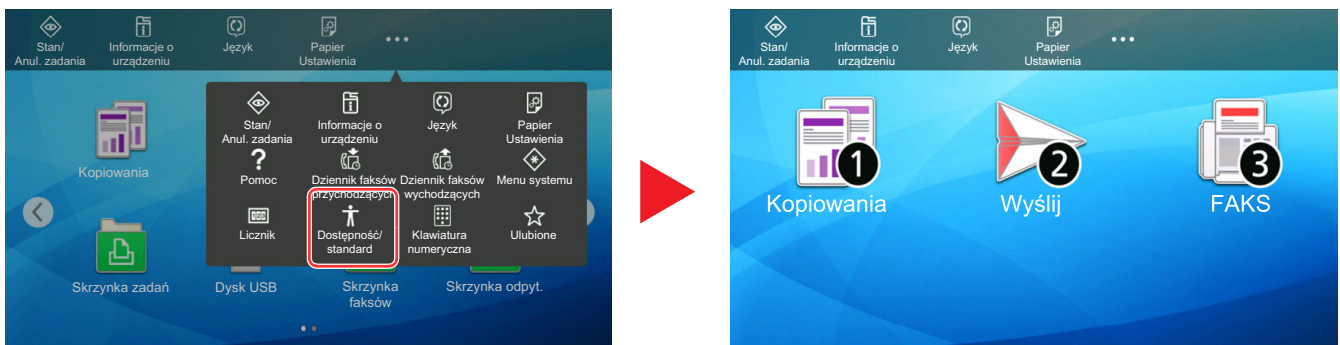 Stan/
Anul. zadania
Informacje o
urządzeniu
Język
Papier
Ustawienia
Kopiowania
Stan/
Anul. zadania
Informacje o
urządzeniu
Język
Papier
Ustawienia
?
Pomoc
Dziennik faksów
przychodzących
Dziennik faksów
wychodzących
Menu systemu
Licznik
Dostępność/
standard
Klawiatura
numeryczna
Ulubione
Skrzynka zadań
Dysk USB
Skrzynka
faksów
Skrzynka odpyt.
Stan/
Anul. zadania
Informacje o
urządzeniu
Język
Papier
Ustawienia
1
Kopiowania
2
Wyślij
3
FAKS